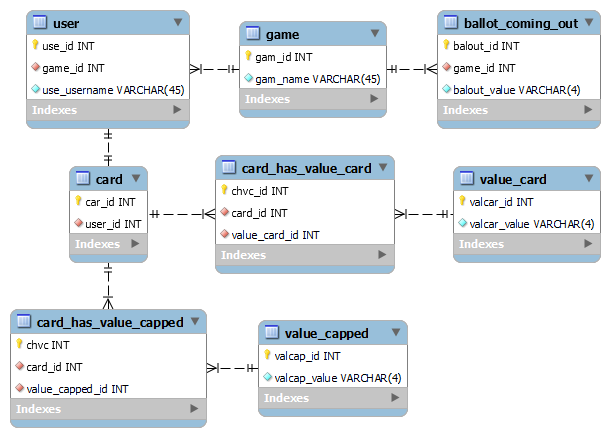 user
use_id INT
game_id INT
use_username VARCHAR(45)
Indexes
game
gam_id INT
gam_name VARCHAR(45)
Indexes
ballot_coming_out
balout_id INT
game_id INT
balout_value VARCHAR(4)
Indexes
card
car_id INT
user_id INT
Indexes
card_has_value_card
chvc_id INT
card_id INT
value_card_id INT
Indexes
value_card
valcar_id INT
valcar_value VARCHAR(4)
Indexes
card_has_value_capped
chvc INT
card_id INT
value_capped_id INT
Indexes
value_capped
valcap_id INT
valcap_value VARCHAR(4)
Indexes